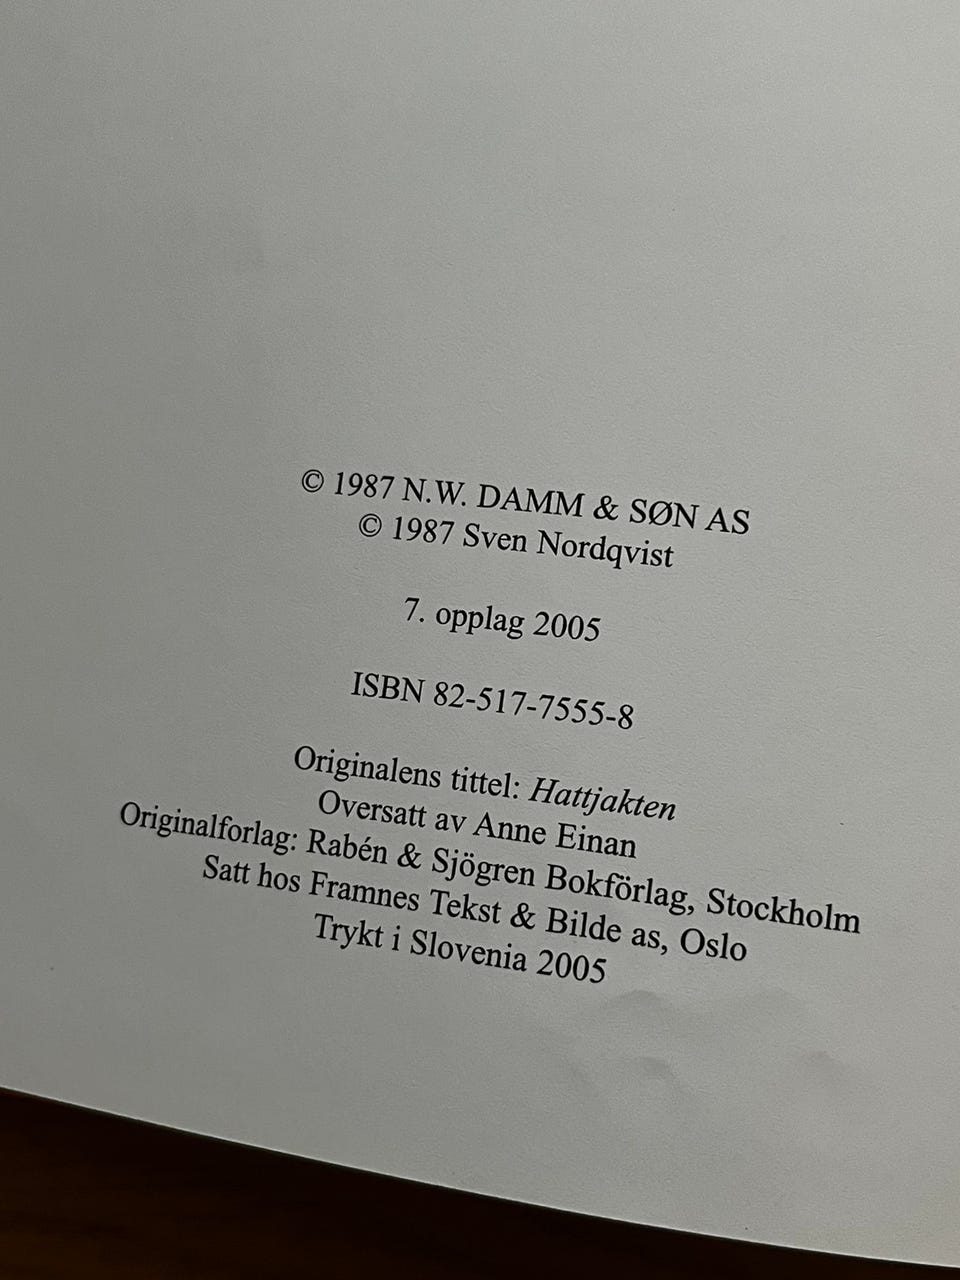 © 1987 N.W. DAMM & SØN AS
© 1987 Sven Nordqvist
7. opplag 2005
ISBN 82-517-7555-8
Originalens tittel: Hattjakten
Oversatt av Anne Einan
Originalforlag: Rabén & Sjögren Bokförlag, Stockholm
Satt hos Framnes Tekst & Bilde as, Oslo
Trykt i Slovenia 2005